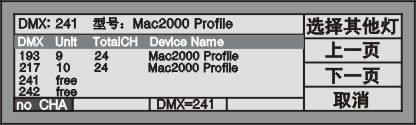 DMX: 241 型号: Mac2000 Profile
DMX Unit TotalCH Device Name
193 9 24 Mac2000 Profile
217 10 24 Mac2000 Profile
241 free
242 free
no CHA DMX=241
选择其他灯
上一页
下一页
取消